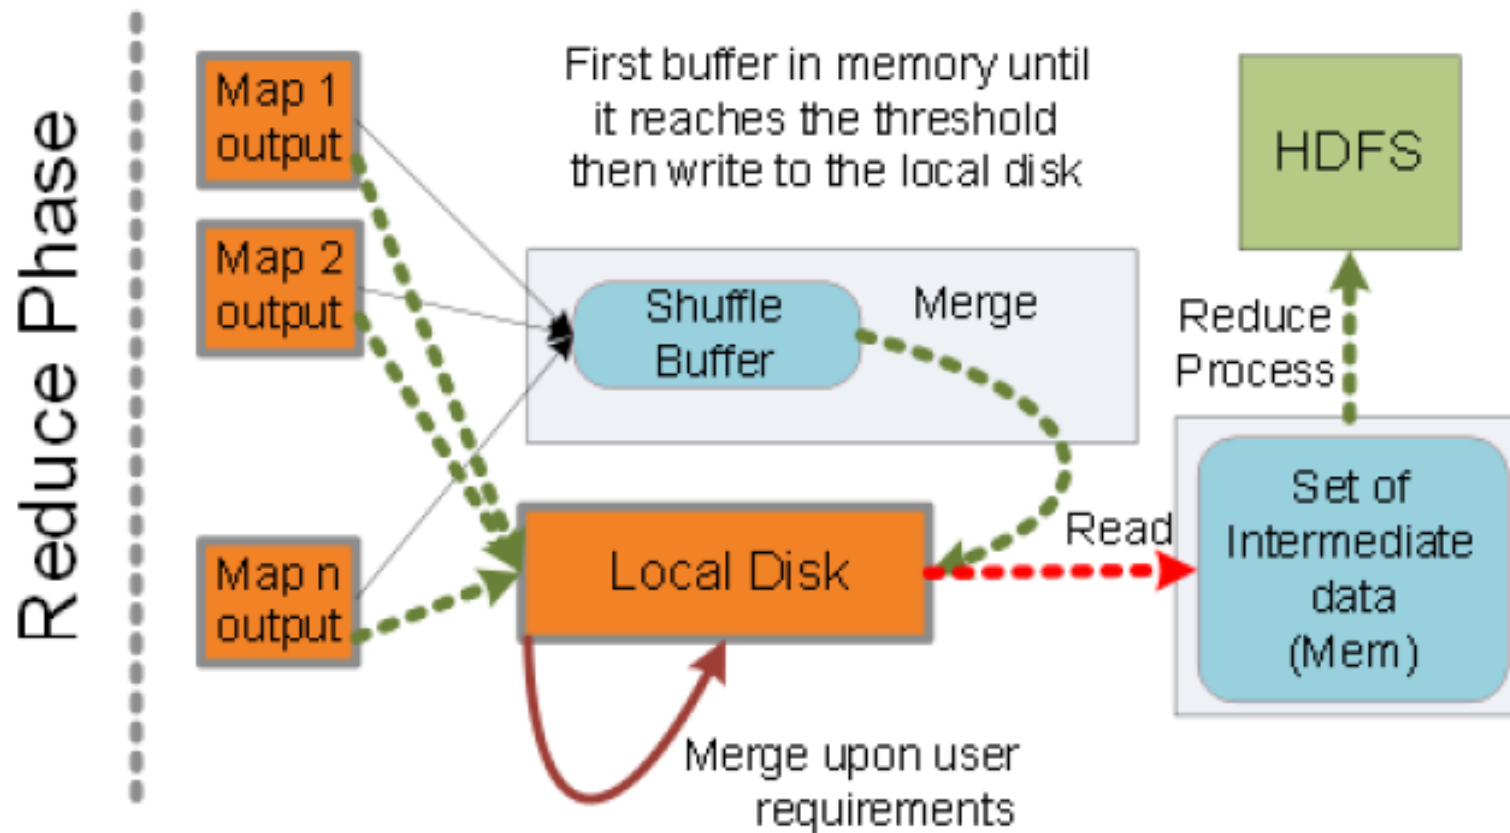 Reduce Phase
Map 1
output
Map 2
output
Map n
output
First buffer in memory until
it reaches the threshold
then write to the local disk
Shuffle
Buffer
Merge
Local Disk
Merge upon user
requirements
Read
HDFS
Reduce
Process
Set of
Intermediate
data
(Mem)